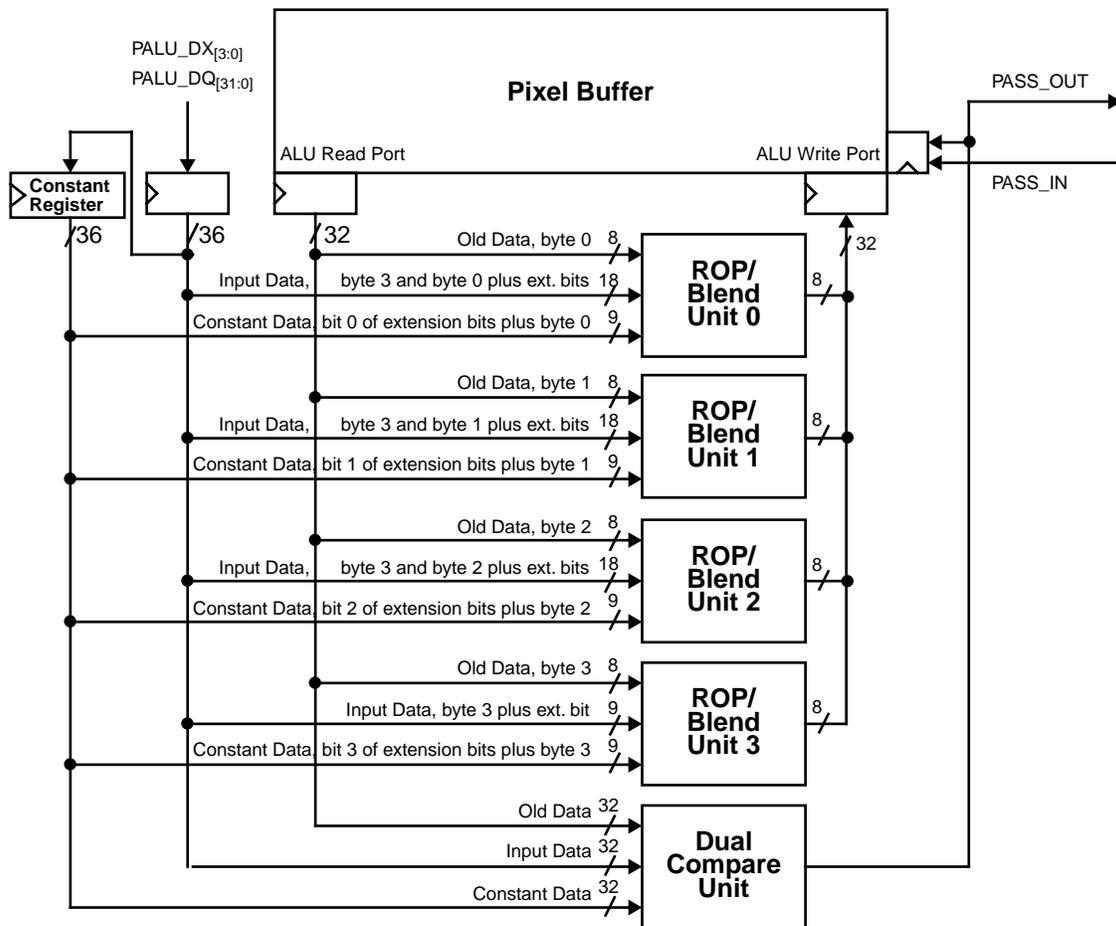 PALU_DX[3:0]
PALU_DQ[31:0]
Pixel Buffer
PASS_OUT
ALU Read Port
ALU Write Port
PASS_IN
Constant
Register
36
36
32
32
Old Data, byte 0
8
ROP/
Blend
Unit 0
Input Data, byte 3 and byte 0 plus ext. bits
18
8
Constant Data, bit 0 of extension bits plus byte 0
9
Old Data, byte 1
8
ROP/
Blend
Unit 1
Input Data, byte 3 and byte 1 plus ext. bits
18
8
Constant Data, bit 1 of extension bits plus byte 1
9
Old Data, byte 2
8
ROP/
Blend
Unit 2
Input Data, byte 3 and byte 2 plus ext. bits
18
8
Constant Data, bit 2 of extension bits plus byte 2
9
Old Data, byte 3
8
ROP/
Blend
Unit 3
Input Data, byte 3 plus ext. bit
9
8
Constant Data, bit 3 of extension bits plus byte 3
9
Old Data
32
Dual
Compare
Unit
Input Data
32
Constant Data
32